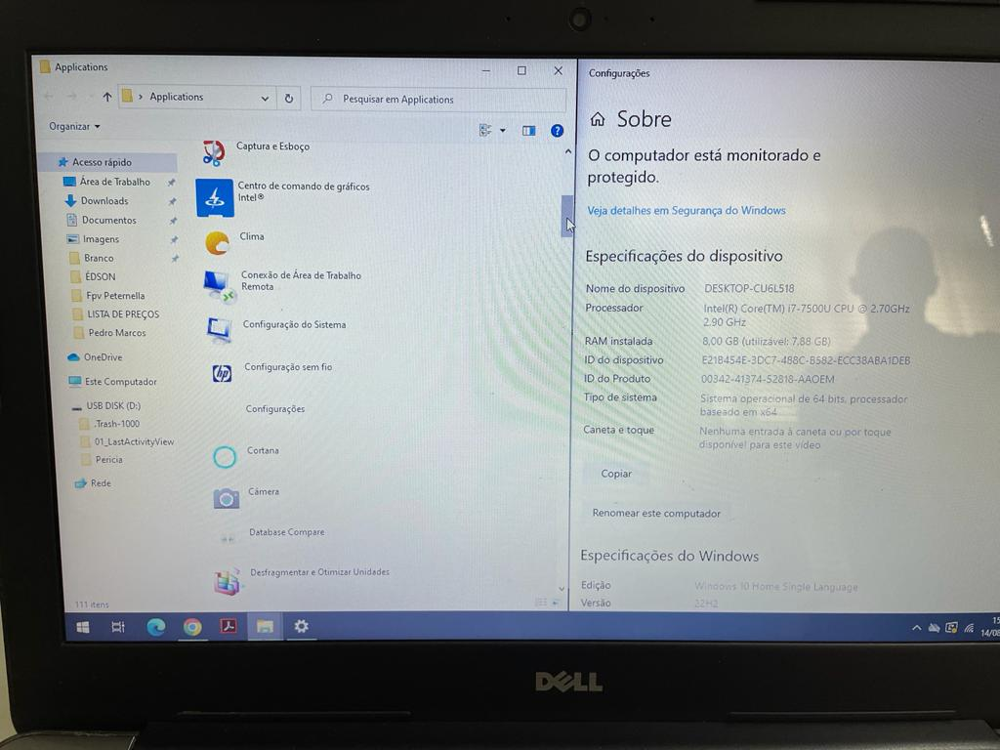 Applications
Applications
Pesquisar em Applications
Organizar
Acesso rápido
Área de Trabalho
Downloads
Documentos
Imagens
Branco
ÉDSON
Fpv Peternella
LISTA DE PREÇOS
Pedro Marcos
OneDrive
Este Computador
USB DISK (D:)
.Trash-1000
01_LastActivityView
Pericia
Rede
111 itens
Captura e Esboço
Centro de comando de gráficos
Intel®
Clima
Conexão de Área de Trabalho
Remota
Configuração do Sistema
hp
Configuração sem fio
Configurações
Cortana
Câmera
Database Compare
Desfragmentar e Otimizar Unidades
Configurações
Sobre
O computador está monitorado e
protegido.
Veja detalhes em Segurança do Windows
Especificações do dispositivo
Nome do dispositivo DESKTOP-CU6L518
Processador Intel(R) Core(TM) i7-7500U CPU @ 2.70GHz
2.90 GHz
RAM instalada 8,00 GB (utilizável: 7,88 GB)
ID do dispositivo E21B454E-3DC7-488C-B582-ECC38ABA1DEB
ID do Produto 00342-41374-52818-AAOEM
Tipo de sistema Sistema operacional de 64 bits, processador
baseado em x64
Caneta e toque Nenhuma entrada à caneta ou por toque
disponível para este vídeo
Copiar
Renomear este computador
Especificações do Windows
Edição Windows 10 Home Single Language
Versão 22H2
DELL